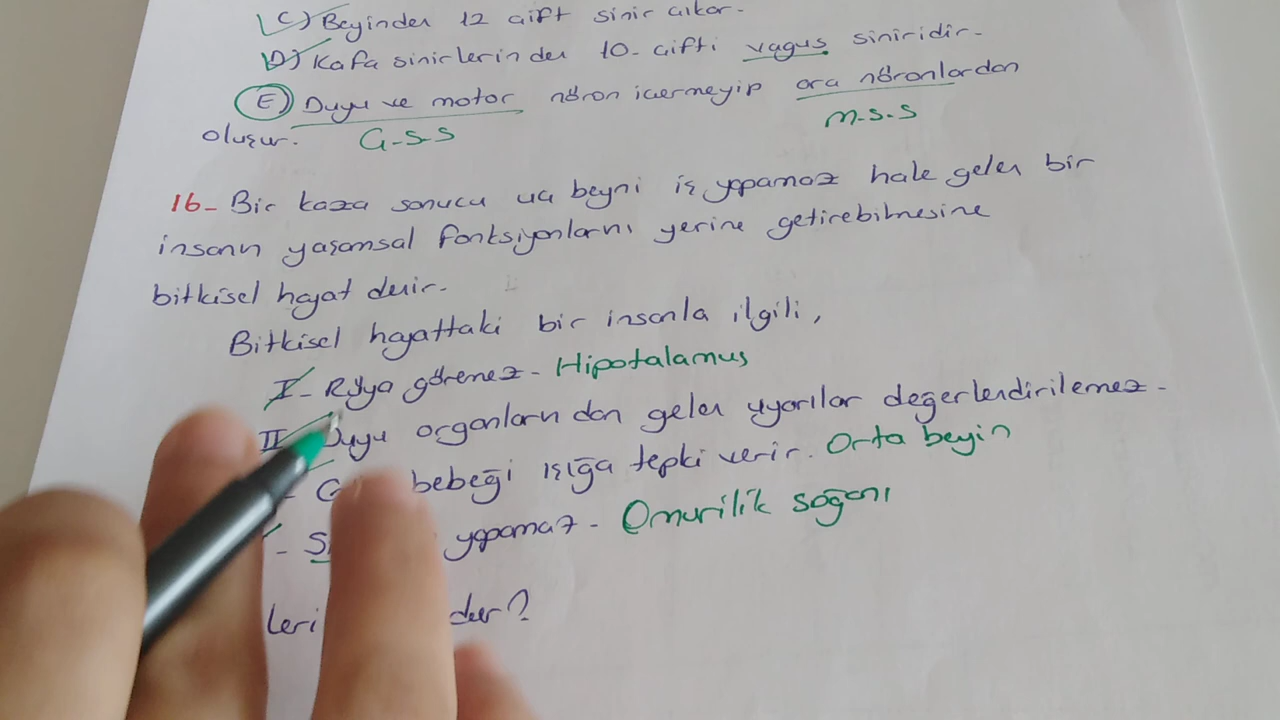 C) Beyinden 12 çift sinir çıkar.
D) Kafa sinirlerinden 10. çifti vagus siniridir.
E) Duyu ve motor nöron içermeyip ara nöronlardan
oluşur. G.S.S M.S.S
16- Bir kaza sonucu uç beyni iş yapamaz hale gelen bir
insanın yaşamsal fonksiyonlarını yerine getirebilmesine
bitkisel hayat denir.
Bitkisel hayattaki bir insanla ilgili,
I- Rüya göremez. Hipotalamus
II Duyu organlarından gelen uyarılar değerlendirilemez.
bebeği ışığa tepki verir. Orta beyin
yapamaz. Omurilik soğanı
leri